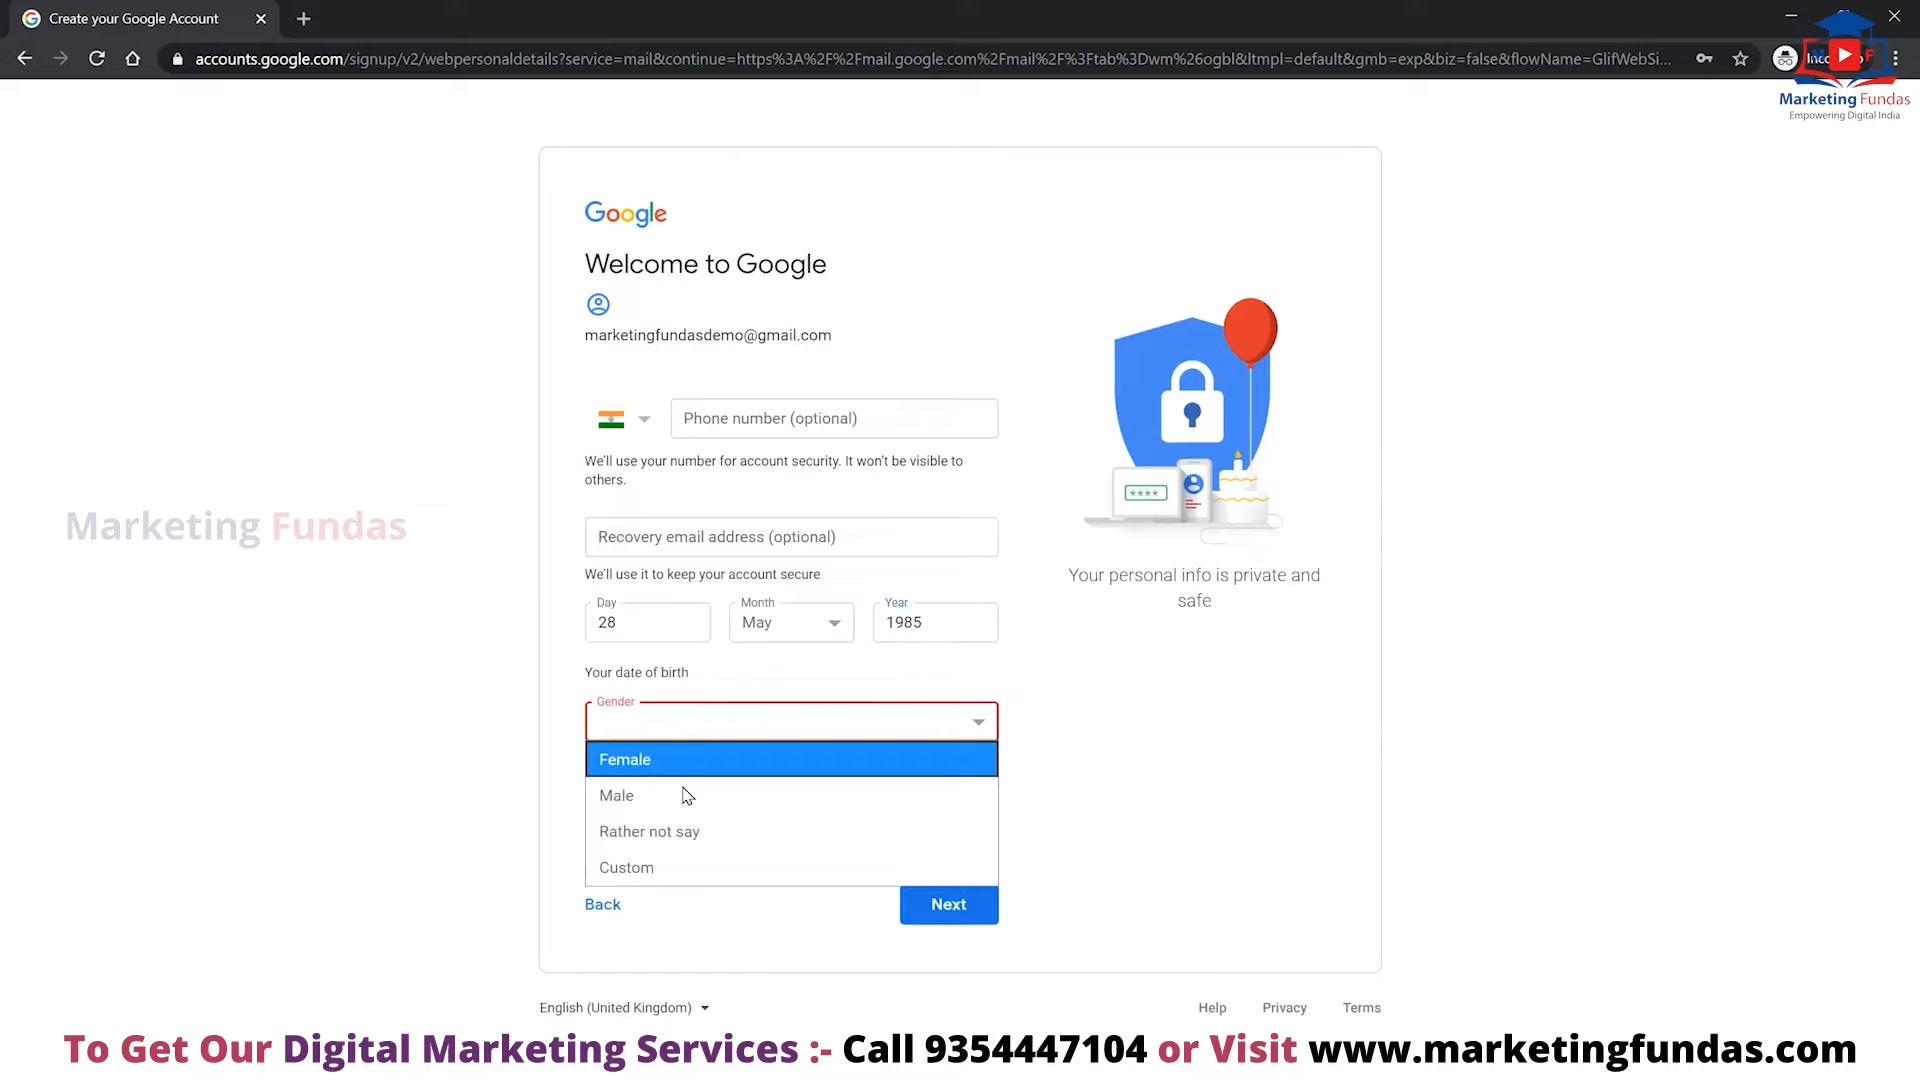 Create your Google Account
accounts.google.com/signup/v2/webpersonaldetails?service=mail&continue=https%3A%2F%2Fmail.google.com%2Fmail%2F%3Ftab%3Dwm%26ogbl&ltmpl=default&gmb=exp&biz=false&flowName=GlifWebSi...
Marketing Fundas
Empowering Digital India
Google
Welcome to Google
marketingfundasdemo@gmail.com
Phone number (optional)
We'll use your number for account security. It won't be visible to
others.
Recovery email address (optional)
We'll use it to keep your account secure
Day
28
Month
May
Year
1985
Your date of birth
Gender
Female
Male
Rather not say
Custom
Back
Next
****
Your personal info is private and
safe
Marketing Fundas
English (United Kingdom)
Help
Privacy
Terms
To Get Our Digital Marketing Services :- Call 9354447104 or Visit www.marketingfundas.com